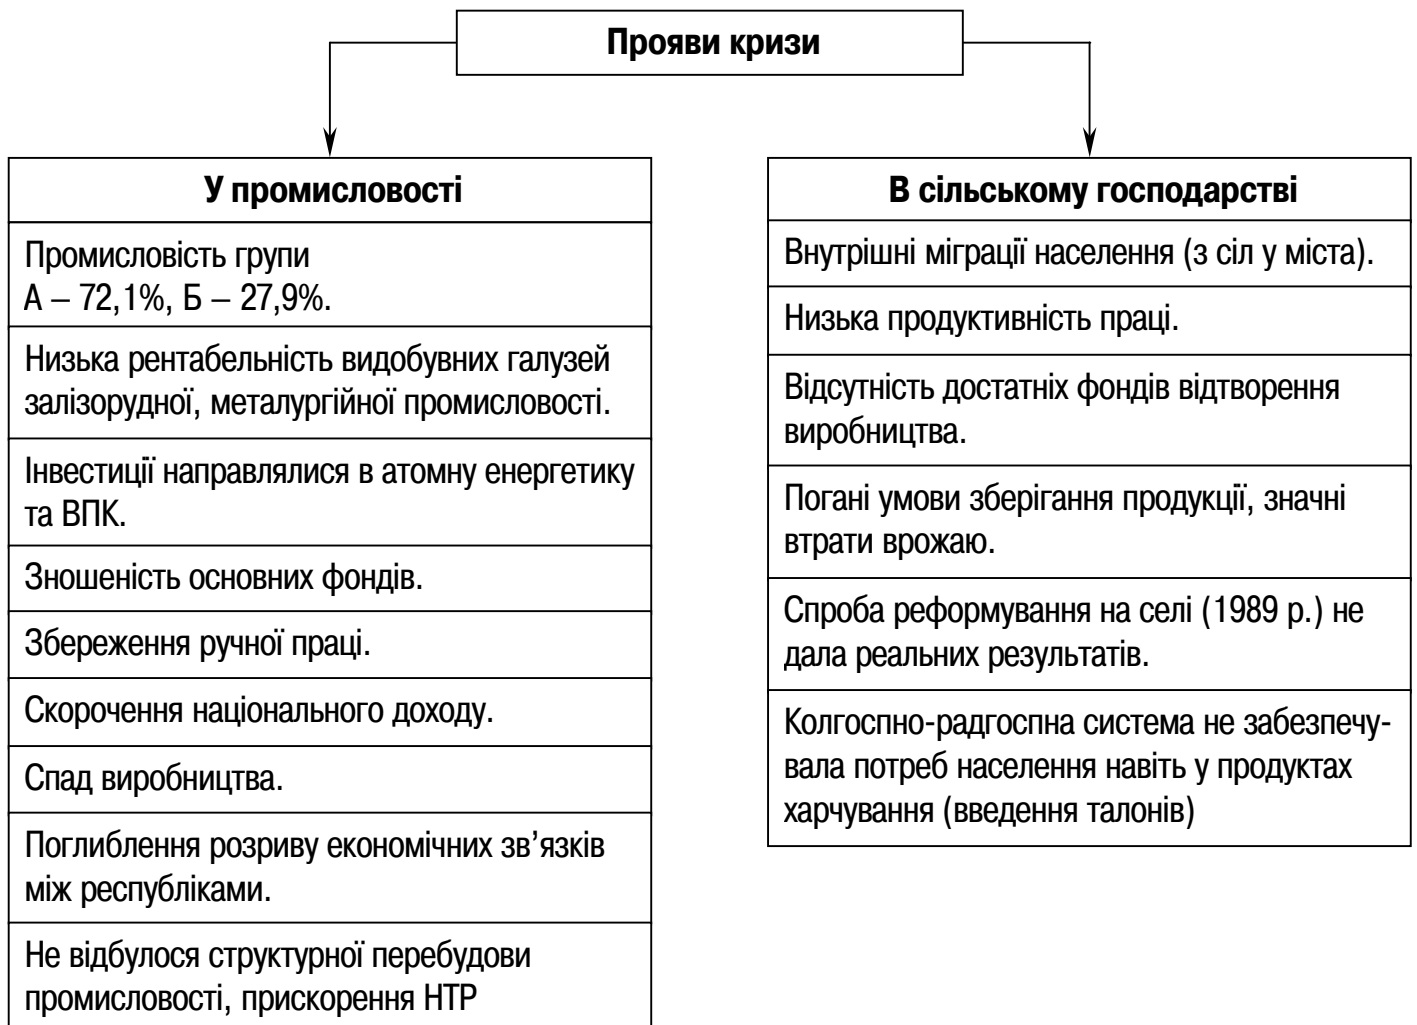 Прояви кризи
У промисловості
Промисловість групи
А – 72,1%, Б – 27,9%.
Низька рентабельність видобувних галузей
залізорудної, металургійної промисловості.
Інвестиції направлялися в атомну енергетику
та ВПК.
Зношеність основних фондів.
Збереження ручної праці.
Скорочення національного доходу.
Спад виробництва.
Поглиблення розриву економічних зв’язків
між республіками.
Не відбулося структурної перебудови
промисловості, прискорення НТР
В сільському господарстві
Внутрішні міграції населення (з сіл у міста).
Низька продуктивність праці.
Відсутність достатніх фондів відтворення
виробництва.
Погані умови зберігання продукції, значні
втрати врожаю.
Спроба реформування на селі (1989 р.) не
дала реальних результатів.
Колгоспно-радгоспна система не забезпечу-
вала потреб населення навіть у продуктах
харчування (введення талонів)